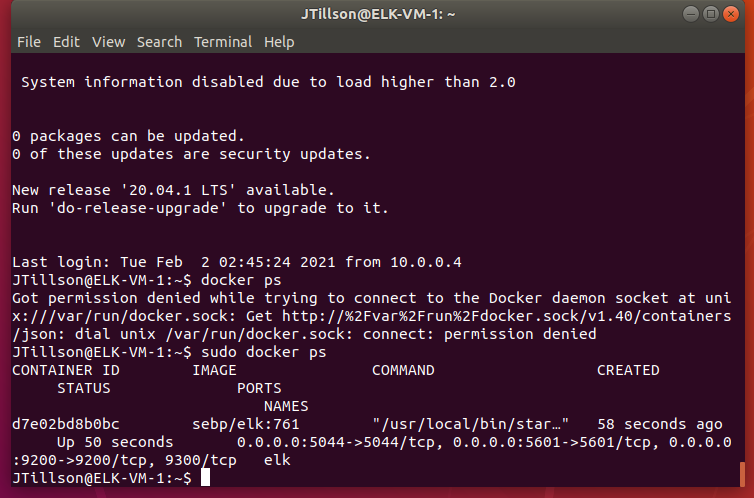 JTillson@ELK-VM-1: ~
File Edit View Search Terminal Help
System information disabled due to load higher than 2.0
0 packages can be updated.
0 of these updates are security updates.
New release '20.04.1 LTS' available.
Run 'do-release-upgrade' to upgrade to it.
Last login: Tue Feb  2 02:45:24 2021 from 10.0.0.4
JTillson@ELK-VM-1:~$ docker ps
Got permission denied while trying to connect to the Docker daemon socket at uni
x:///var/run/docker.sock: Get http://%2Fvar%2Frun%2Fdocker.sock/v1.40/containers
/json: dial unix /var/run/docker.sock: connect: permission denied
JTillson@ELK-VM-1:~$ sudo docker ps
CONTAINER ID        IMAGE               COMMAND                  CREATED
     STATUS              PORTS
                            NAMES
d7e02bd8b0bc        sebp/elk:761        "/usr/local/bin/star…"   58 seconds ago
     Up 50 seconds       0.0.0.0:5044->5044/tcp, 0.0.0.0:5601->5601/tcp, 0.0.0.0
:9200->9200/tcp, 9300/tcp   elk
JTillson@ELK-VM-1:~$